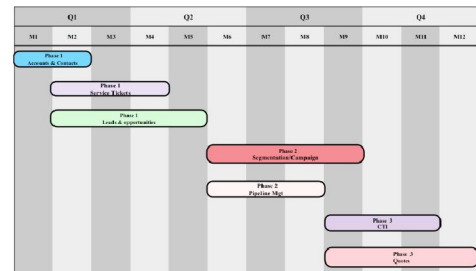 Q1 Q2 Q3 Q4
M1 M2 M3 M4 M5 M6 M7 M8 M9 M10 M11 M12
Phase 1
Accounts & Contacts
Phase 1
Service Tickets
Phase 1
Leads & opportunities
Phase 2
Segmentation/Campaign
Phase 2
Pipeline Mgt
Phase 3
CTI
Phase 3
Quotes